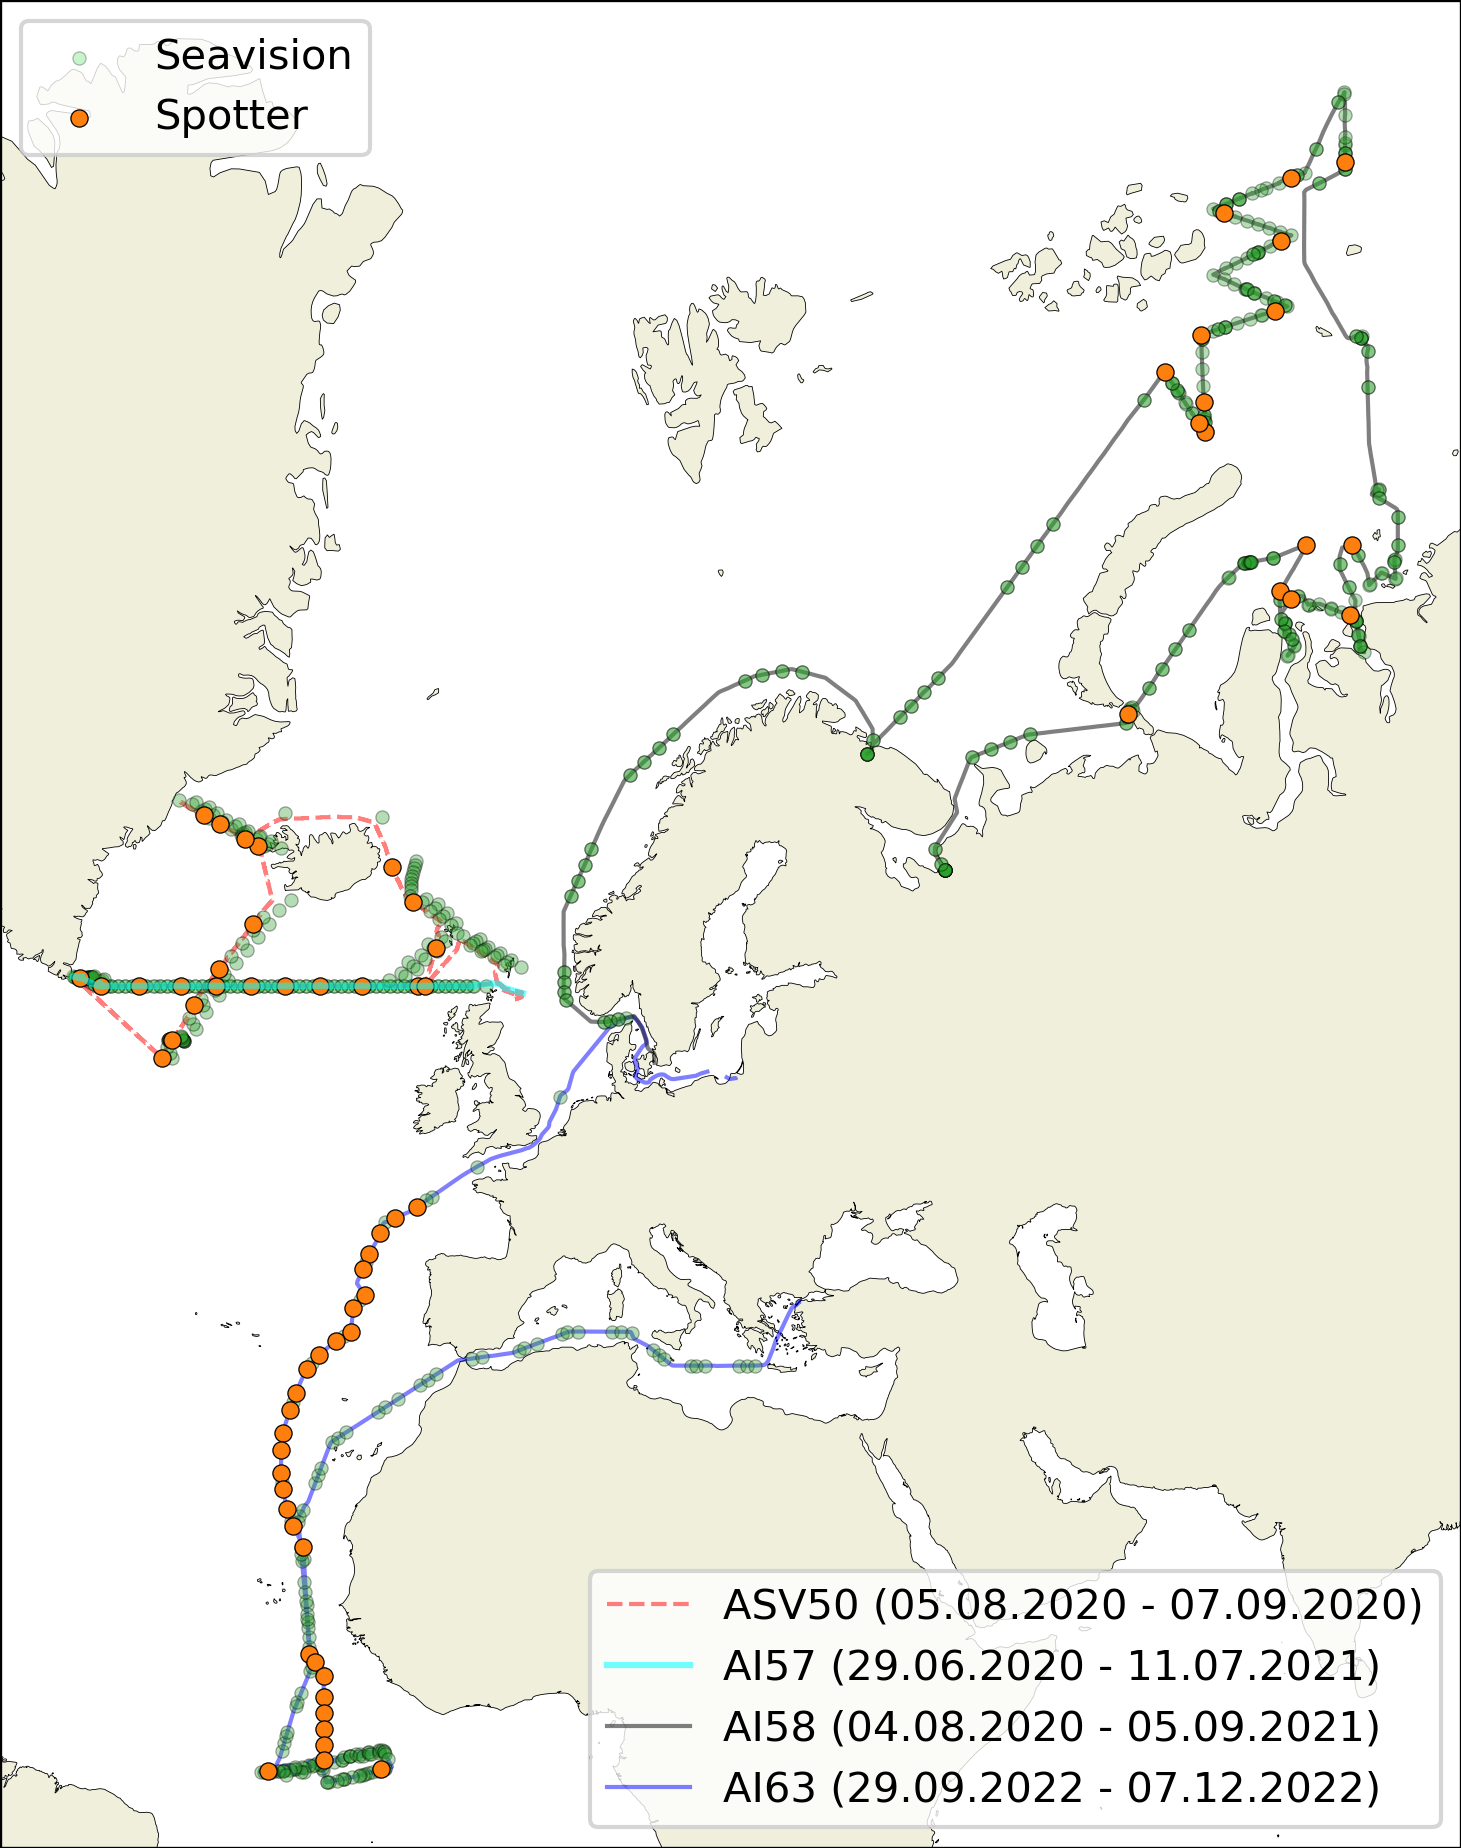 Seavision
Spotter
ASV50 (05.08.2020 - 07.09.2020)
AI57 (29.06.2020 - 11.07.2021)
AI58 (04.08.2020 - 05.09.2021)
AI63 (29.09.2022 - 07.12.2022)